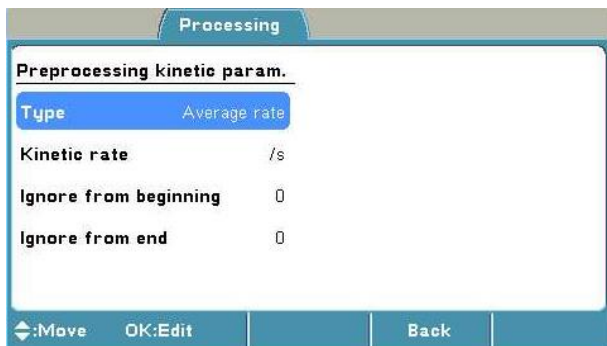 Processing
Preprocessing kinetic param.
Type Average rate
Kinetic rate /s
Ignore from beginning 0
Ignore from end 0
:Move OK:Edit Back